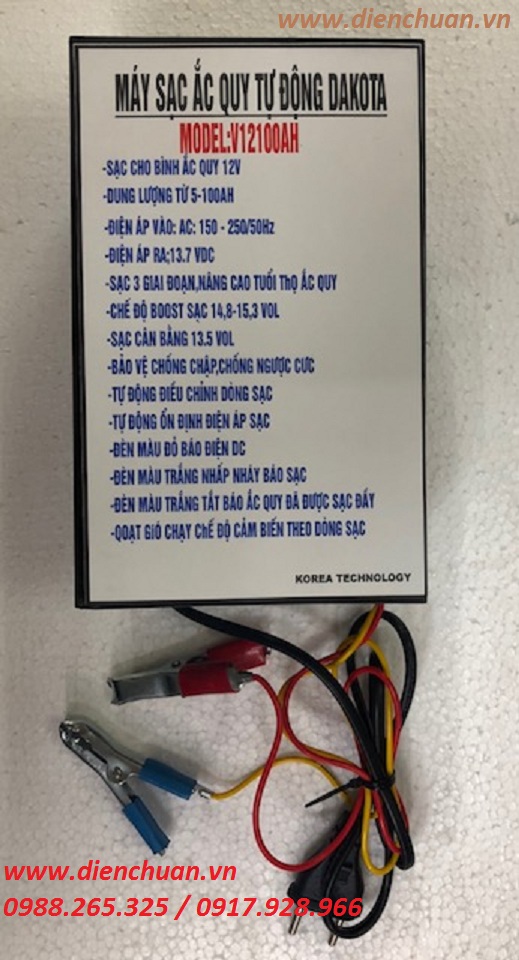 www.dienchuan.vn
MÁY SẠC ẮC QUY TỰ ĐỘNG DAKOTA
MODEL:V12100AH
-SẠC CHO BÌNH ẮC QUY 12V
-DUNG LƯỢNG TỪ 5-100AH
-ĐIỆN ÁP VÀO: AC: 150 - 250/50Hz
-ĐIỆN ÁP RA;13.7 VDC
-SẠC 3 GIAI ĐOẠN,NÂNG CAO TUỔI ThỌ ẮC QUY
-CHẾ ĐỘ BOOST SẠC 14,8-15,3 VOL
-SẠC CÂN BẰNG 13.5 VOL
-BẢO VỆ CHỐNG CHẬP,CHỐNG NGƯỢC CƯC
-TỰ ĐỘNG ĐIỀU CHỈNH DÒNG SẠC
-TỰ ĐỘNG ỔN ĐỊNH ĐIỆN ÁP SẠC
-ĐÈN MÀU ĐỎ BÁO ĐIỆN DC
-ĐÈN MÀU TRẮNG NHẤP NHÁY BÁO SẠC
-ĐÈN MÀU TRẮNG TẮT BÁO ẮC QUY ĐÃ ĐƯỢC SẠC ĐẦY
-QOẠT GIÓ CHẠY ChẾ ĐỘ CẢM BIẾN THEO DÒNG SẠC
KOREA TECHNOLOGY
www.dienchuan.vn
0988.265.325 / 0917.928.966